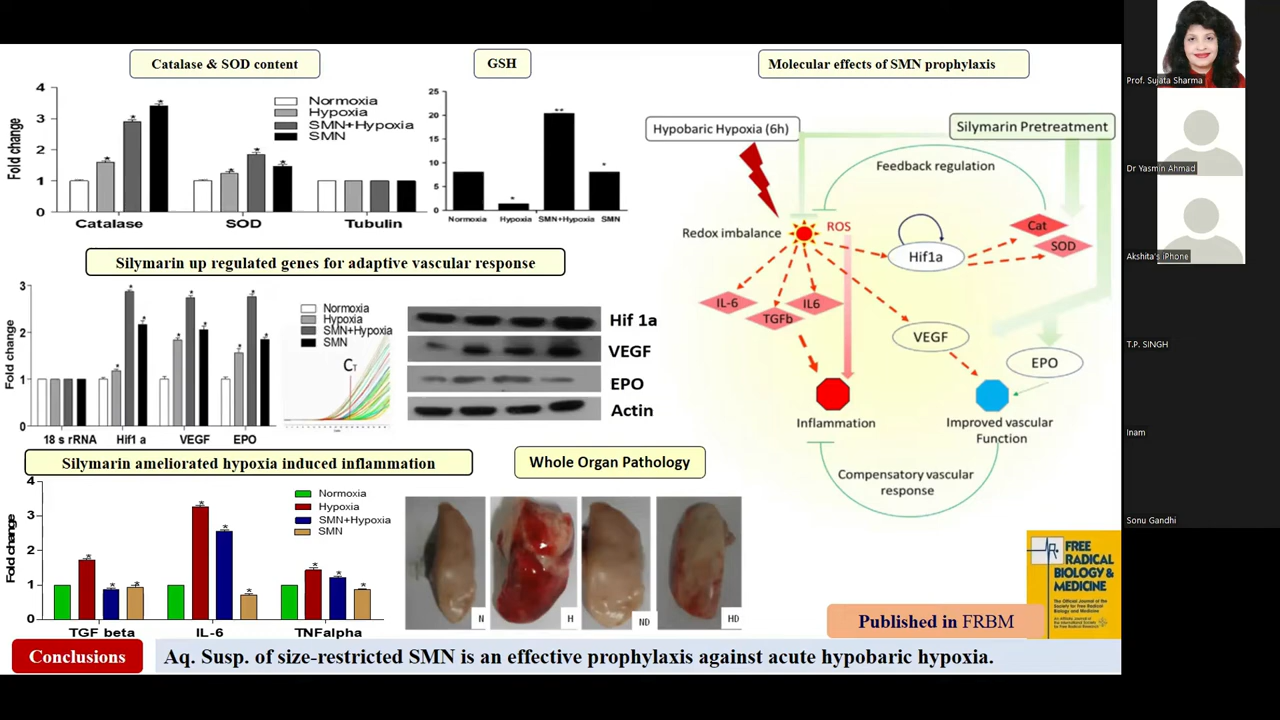 Catalase & SOD content
GSH
Molecular effects of SMN prophylaxis
Fold change
4
3
2
1
0
Normoxia
Hypoxia
SMN+Hypoxia
SMN
Catalase
SOD
Tubulin
25
20
15
10
5
0
Normoxia
Hypoxia
SMN+Hypoxia
SMN
Hypobaric Hypoxia (6h)
Silymarin Pretreatment
Feedback regulation
Redox imbalance
ROS
Hif1a
Cat
SOD
IL-6
TGFb
IL6
VEGF
EPO
Inflammation
Improved vascular
Function
Compensatory vascular
response
Silymarin up regulated genes for adaptive vascular response
Fold change
3
2
1
0
Normoxia
Hypoxia
SMN+Hypoxia
SMN
18 s rRNA
Hif1 a
VEGF
EPO
CT
Hif 1a
VEGF
EPO
Actin
Silymarin ameliorated hypoxia induced inflammation
Fold change
4
3
2
1
0
Normoxia
Hypoxia
SMN+Hypoxia
SMN
TGF beta
IL-6
TNFalpha
Whole Organ Pathology
N
H
ND
HD
Published in FRBM
FREE
RADICAL
BIOLOGY &
MEDICINE
Conclusions
Aq. Susp. of size-restricted SMN is an effective prophylaxis against acute hypobaric hypoxia.
Prof. Sujata Sharma
Dr Yasmin Ahmad
Akshita's iPhone
T.P. SINGH
Inam
Sonu Gandhi